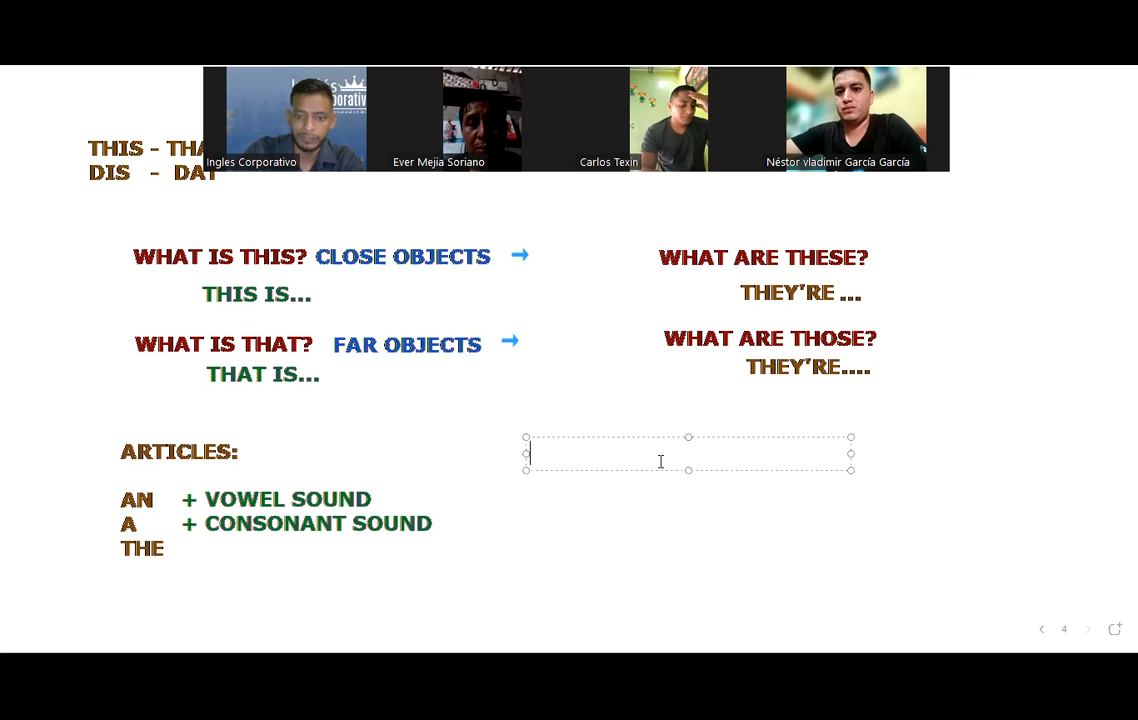 Ingles Corporativo
Ever Mejia Soriano
Carlos Texin
Néstor vladimir García García
THIS - THA
DIS - DAT
WHAT IS THIS? CLOSE OBJECTS →
WHAT ARE THESE?
THIS IS...
THEY'RE ...
WHAT IS THAT? FAR OBJECTS →
WHAT ARE THOSE?
THAT IS...
THEY'RE....
ARTICLES:
AN + VOWEL SOUND
A + CONSONANT SOUND
THE
4